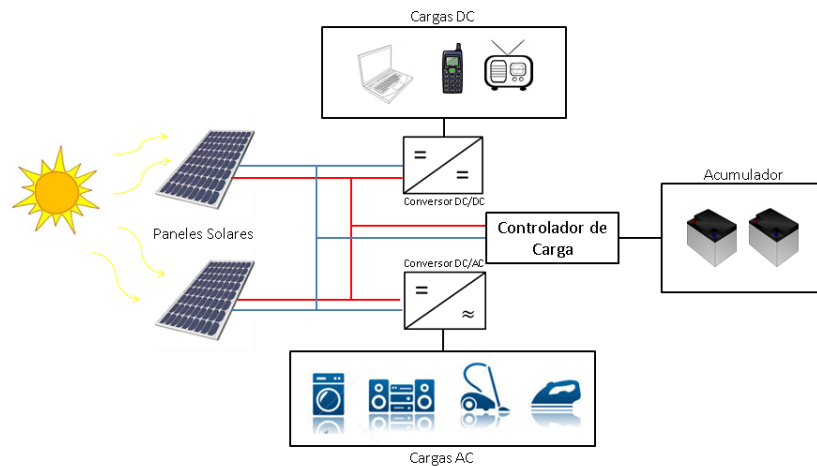 Cargas DC
=
=
Conversor DC/DC
Acumulador
Paneles Solares
Controlador de
Carga
Conversor DC/AC
=
≈
Cargas AC